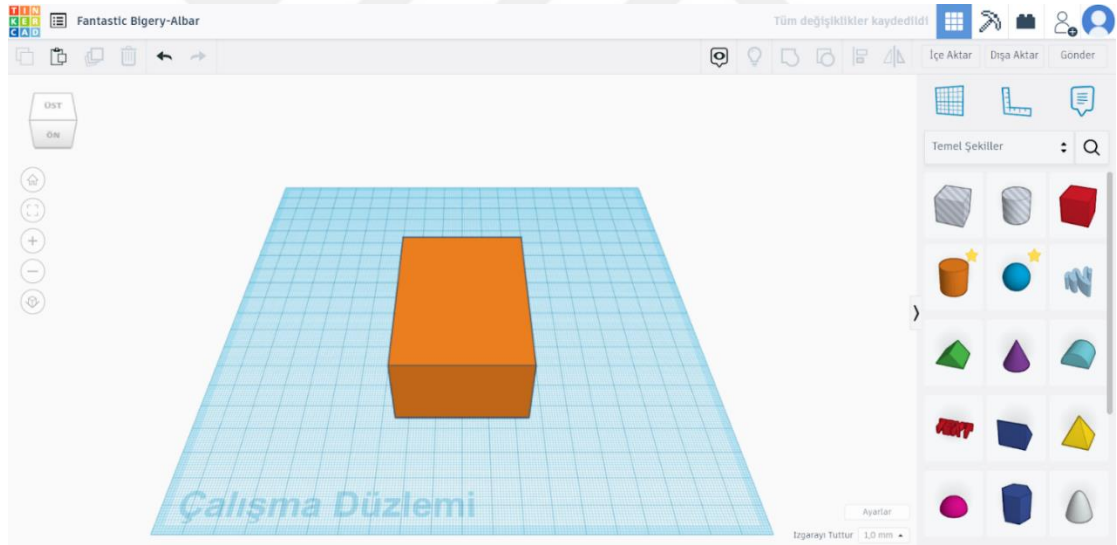 TIN
KER
CAD
Fantastic Bigery-Albar
Tüm değişiklikler kaydedildi
İçe Aktar
Dışa Aktar
Gönder
ÜST
ÖN
Temel Şekiller
TEXT
Çalışma Düzlemi
Ayarlar
Izgarayı Tuttur 1,0 mm